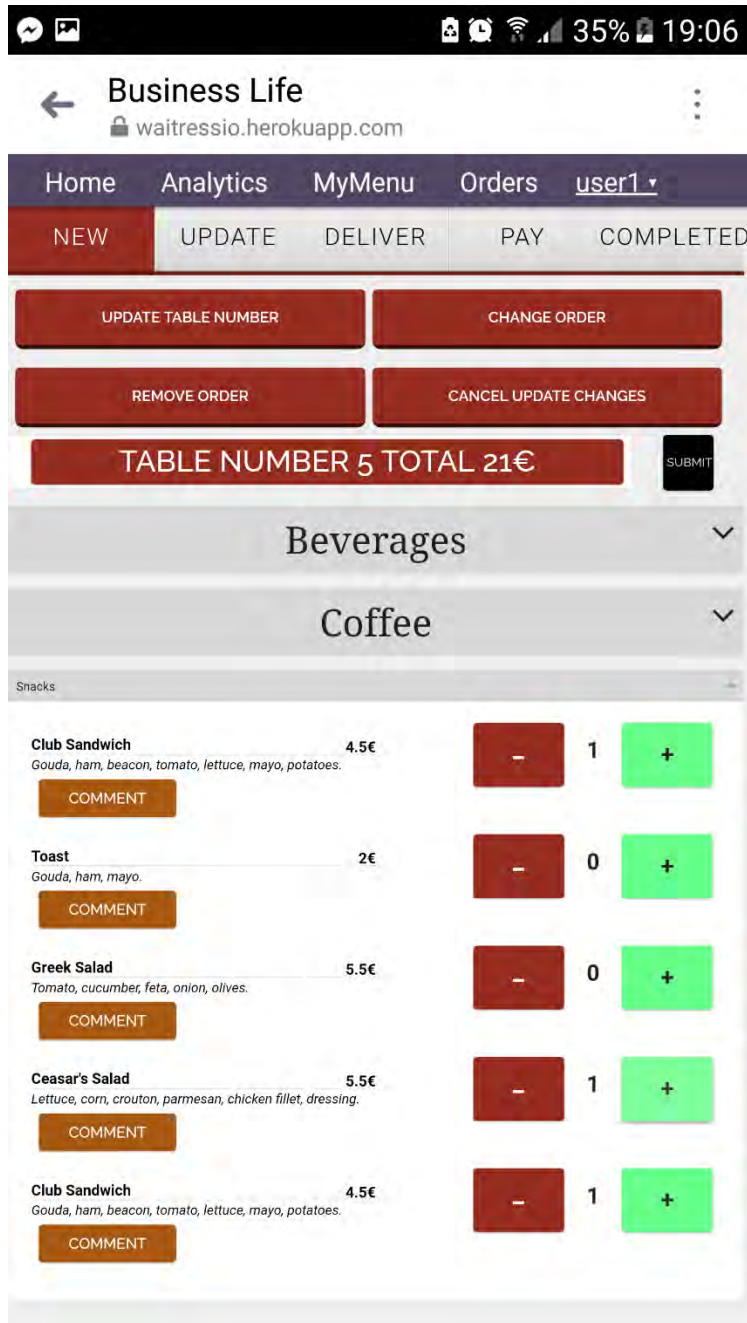 35% 19:06
Business Life
waitressio.herokuapp.com
Home Analytics MyMenu Orders user1
NEW UPDATE DELIVER PAY COMPLETED
UPDATE TABLE NUMBER CHANGE ORDER
REMOVE ORDER CANCEL UPDATE CHANGES
TABLE NUMBER 5 TOTAL 21€ SUBMIT
Beverages
Coffee
Snacks
Club Sandwich 4.5€ - 1 +
Gouda, ham, beacon, tomato, lettuce, mayo, potatoes.
COMMENT
Toast 2€ - 0 +
Gouda, ham, mayo.
COMMENT
Greek Salad 5.5€ - 0 +
Tomato, cucumber, feta, onion, olives.
COMMENT
Ceasar's Salad 5.5€ - 1 +
Lettuce, corn, crouton, parmesan, chicken fillet, dressing.
COMMENT
Club Sandwich 4.5€ - 1 +
Gouda, ham, beacon, tomato, lettuce, mayo, potatoes.
COMMENT